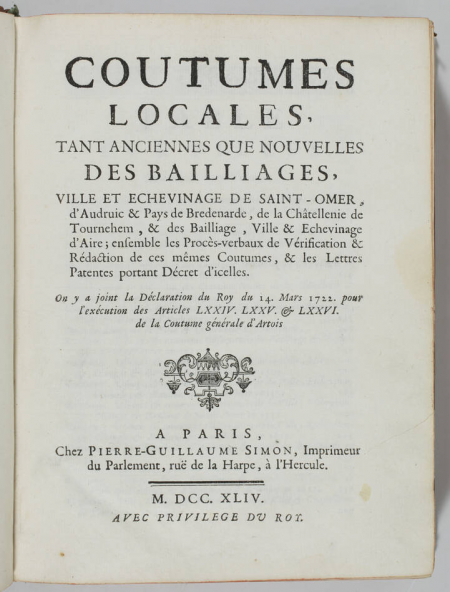 COUTUMES
LOCALES,
TANT ANCIENNES QUE NOUVELLES
DES BAILLIAGES,
VILLE ET ECHEVINAGE DE SAINT-OMER,
d'Audruic & Pays de Bredenarde, de la Châtellenie de
Tournehem, & des Bailliage, Ville & Echevinage
d'Aire; ensemble les Procès-verbaux de Vérification &
Rédaction de ces mêmes Coutumes, & les Lettres
Patentes portant Décret d'icelles.
On y a joint la Déclaration du Roy du 14. Mars 1722. pour
l'exécution des Articles LXXIV. LXXV. & LXXVI.
de la Coutume générale d'Artois
A PARIS,
Chez PIERRE-GUILLAUME SIMON, Imprimeur
du Parlement, ruë de la Harpe, à l'Hercule.
M. DCC. XLIV.
AVEC PRIVILEGE DU ROY.